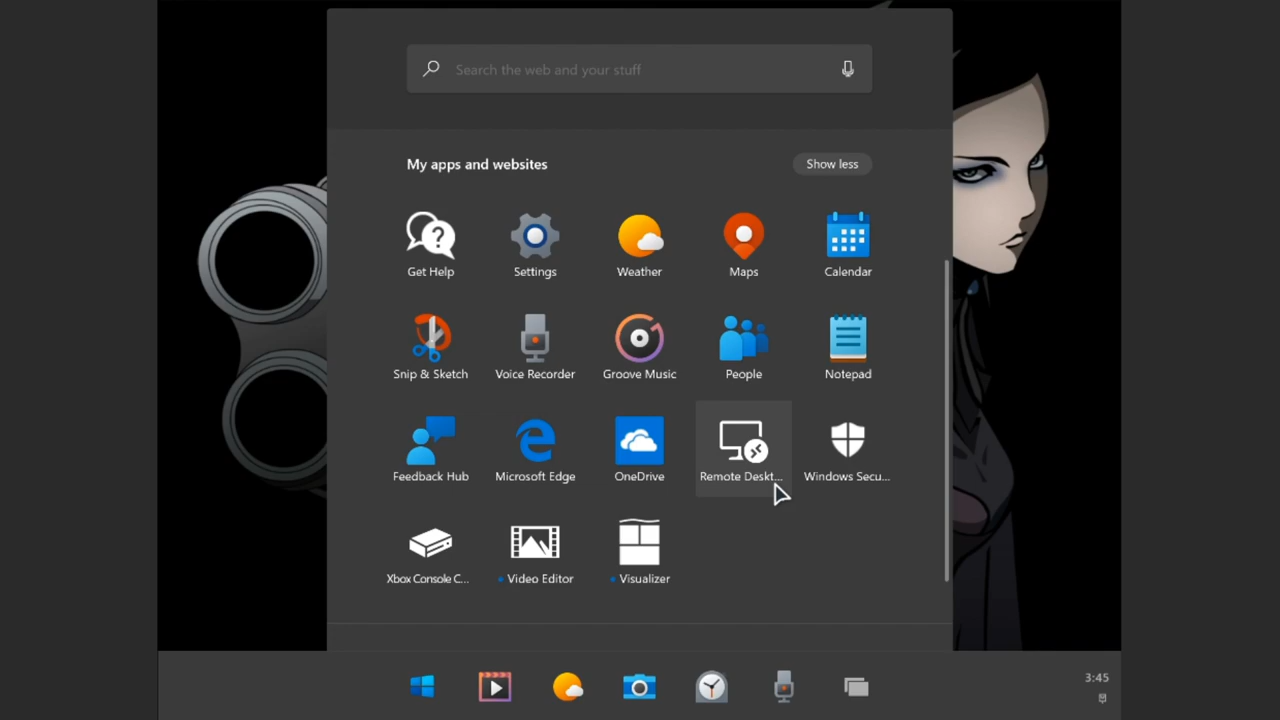 Search the web and your stuff
My apps and websites
Show less
Get Help
Settings
Weather
Maps
Calendar
Snip & Sketch
Voice Recorder
Groove Music
People
Notepad
Feedback Hub
Microsoft Edge
OneDrive
Remote Deskt...
Windows Secu...
Xbox Console C...
Video Editor
Visualizer
3:45